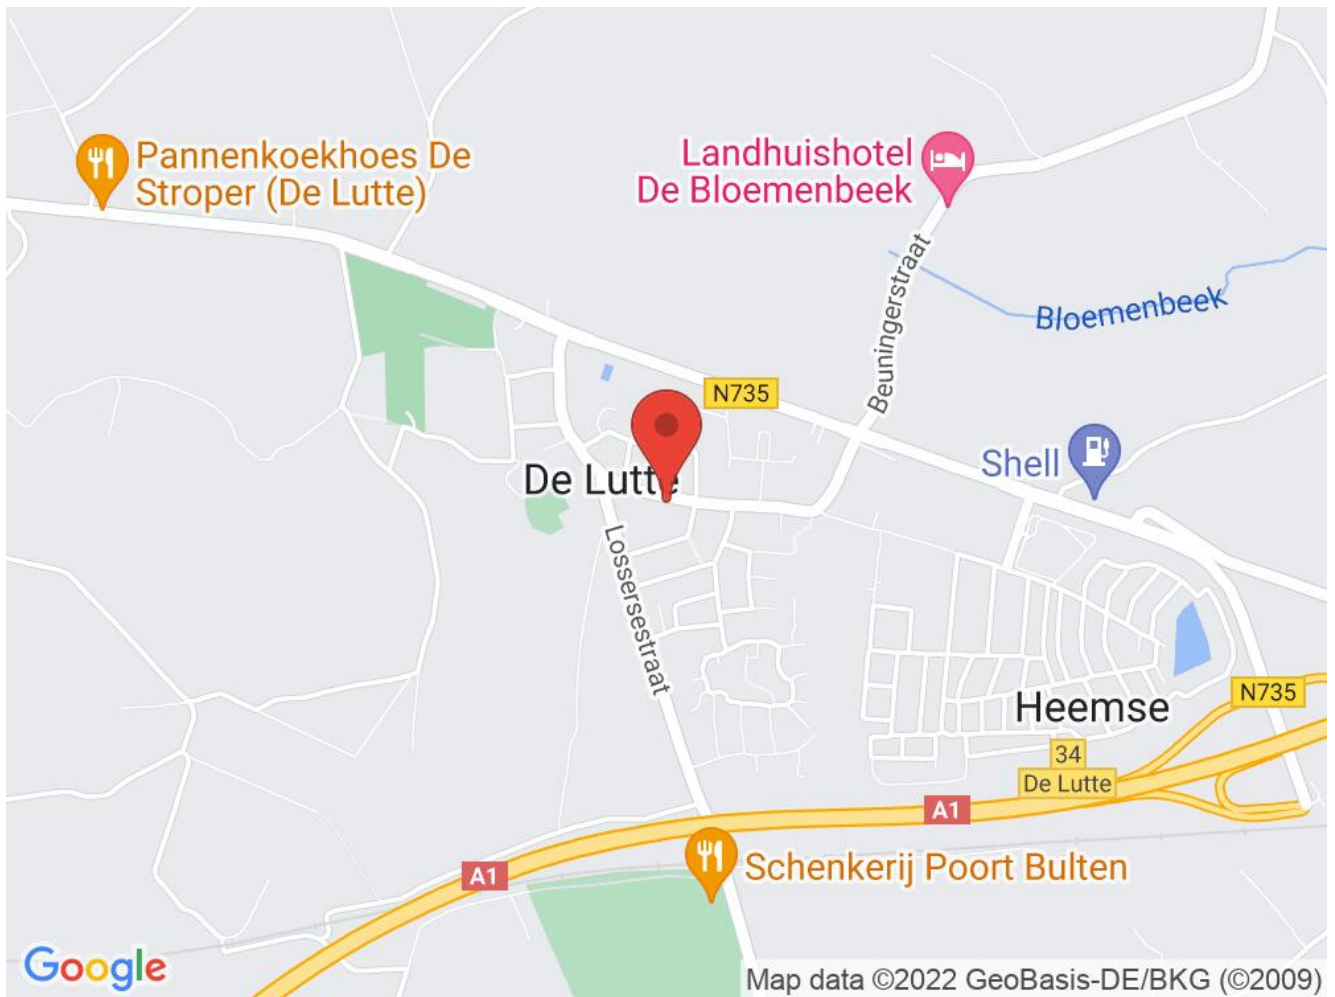 Pannenkoekhoes De
Stroper (De Lutte)
Landhuishotel
De Bloemenbeek
Beuningerstraat
Bloemenbeek
N735
Shell
De Lutte
Lossersestraat
N735
Heemse
34
De Lutte
A1
Schenkerij Poort Bulten
A1
Google
Map data ©2022 GeoBasis-DE/BKG (©2009)